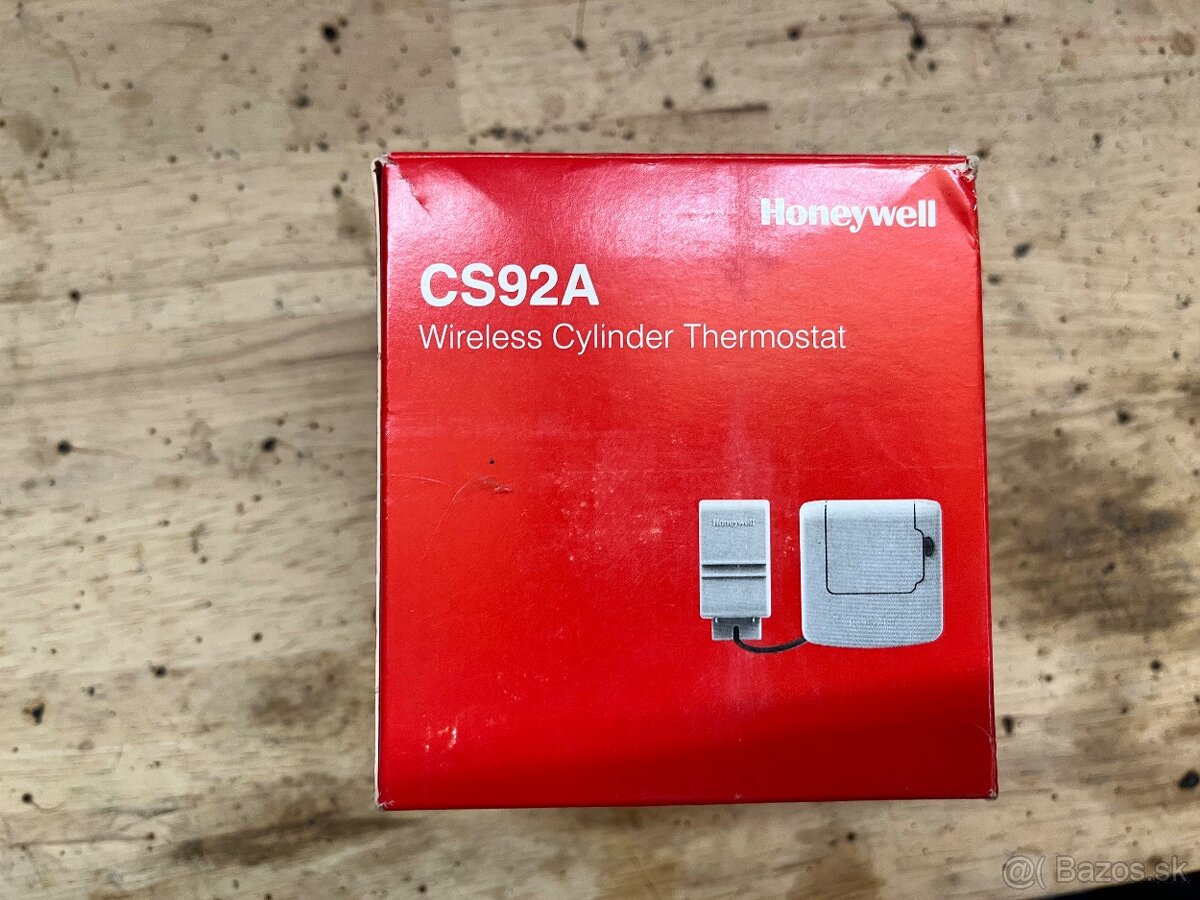 Honeywell
CS92A
Wireless Cylinder Thermostat
Honeywell
@( Bazos.sk